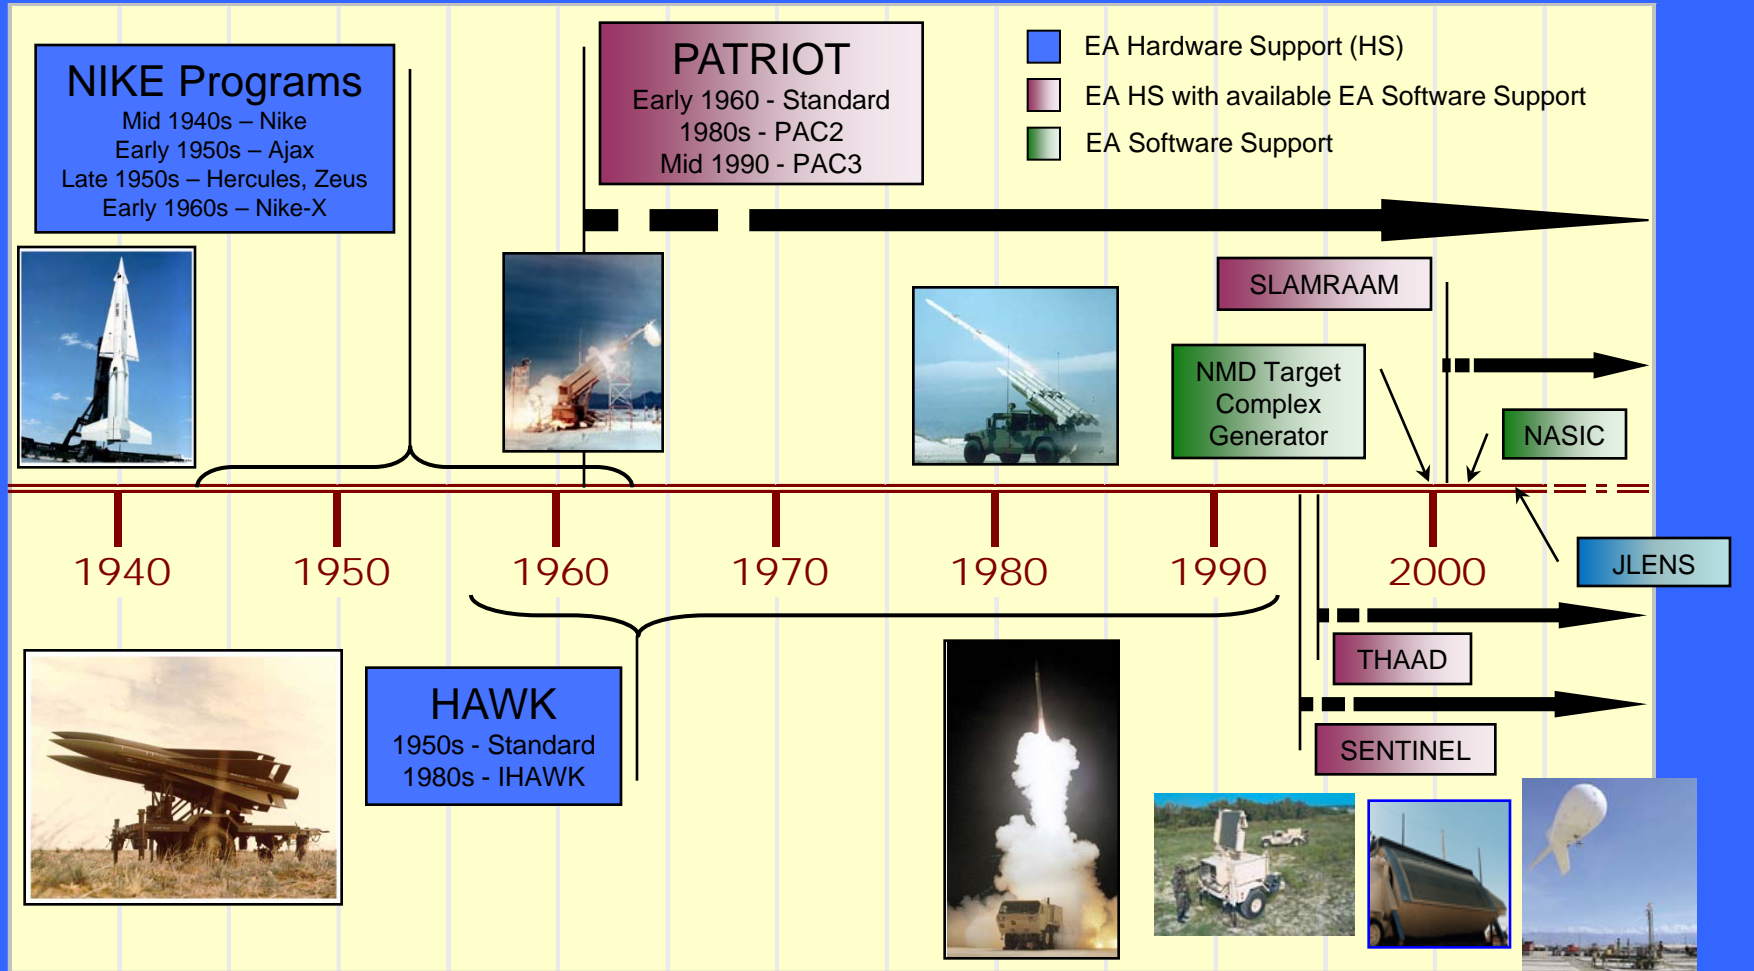 NIKE Programs
Mid 1940s – Nike
Early 1950s – Ajax
Late 1950s – Hercules, Zeus
Early 1960s – Nike-X
PATRIOT
Early 1960 - Standard
1980s - PAC2
Mid 1990 - PAC3
EA Hardware Support (HS)
EA HS with available EA Software Support
EA Software Support
SLAMRAAM
NMD Target
Complex
Generator
NASIC
1940
1950
1960
1970
1980
1990
2000
JLENS
THAAD
HAWK
1950s - Standard
1980s - IHAWK
SENTINEL